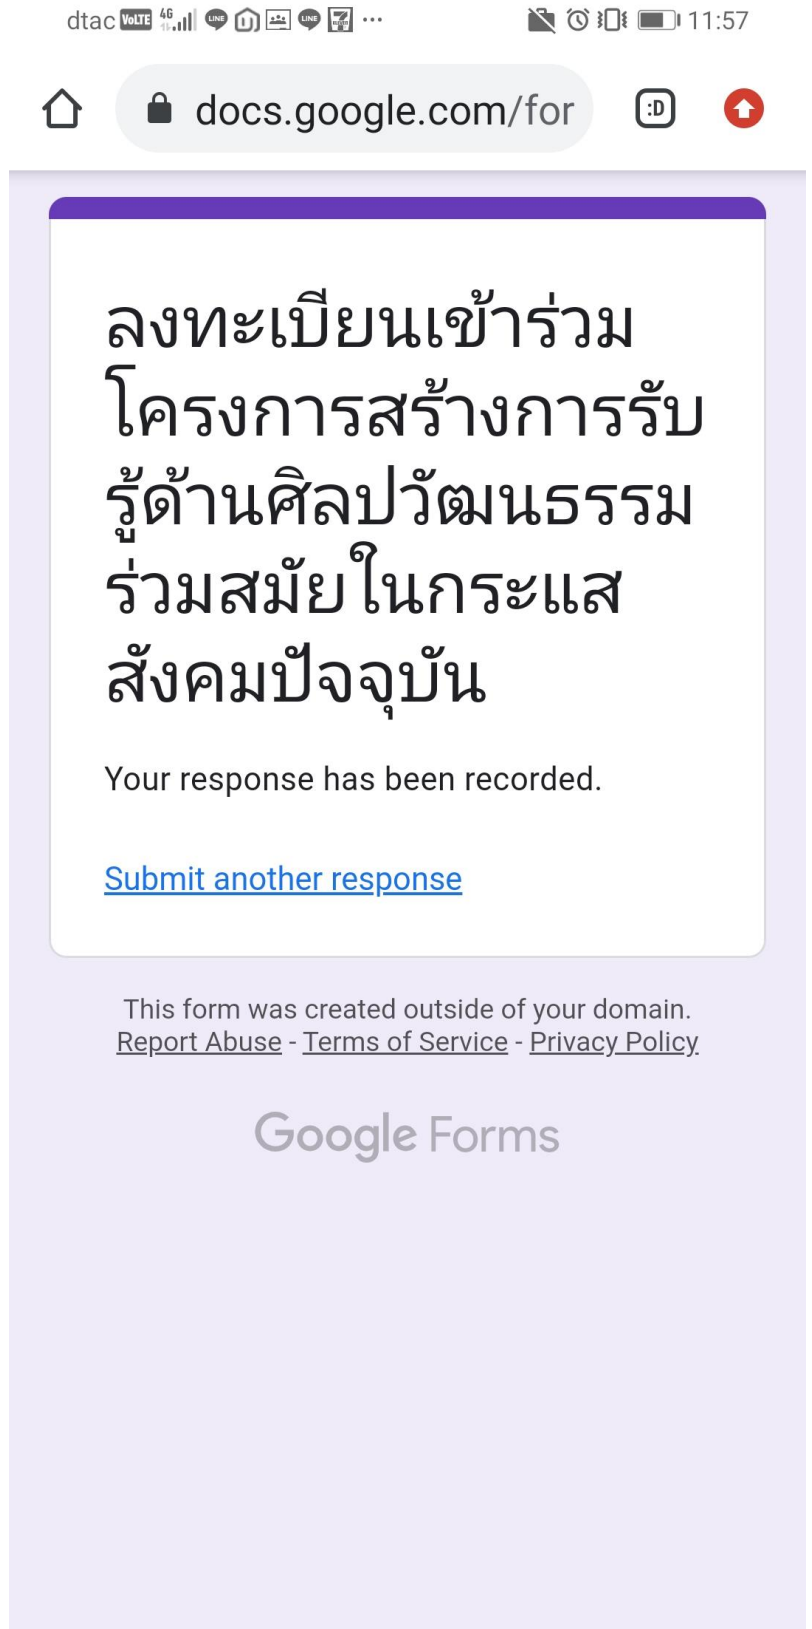 dtac VoLTE 4G LINE LINE 7 ELEVEN ... 11:57
docs.google.com/for
:D
ลงทะเบียนเข้าร่วม
โครงการสร้างการรับ
รู้ด้านศิลปวัฒนธรรม
ร่วมสมัยในกระแส
สังคมปัจจุบัน
Your response has been recorded.
Submit another response
This form was created outside of your domain.
Report Abuse - Terms of Service - Privacy Policy
Google Forms